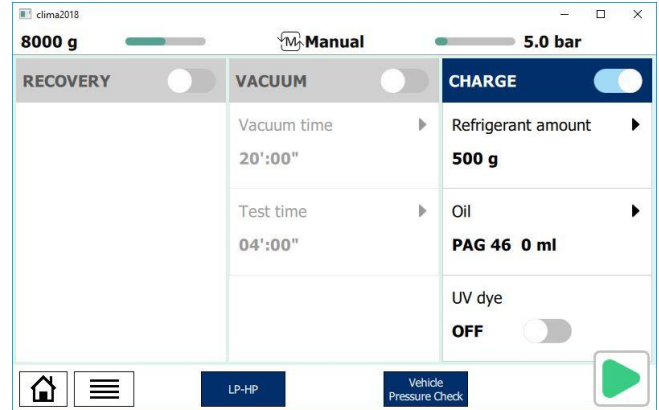 clima2018
8000 g
M Manual
5.0 bar
RECOVERY
VACUUM
CHARGE
Vacuum time
20':00"
Refrigerant amount
500 g
Test time
04':00"
Oil
PAG 46 0 ml
UV dye
OFF
LP-HP
Vehicle
Pressure Check